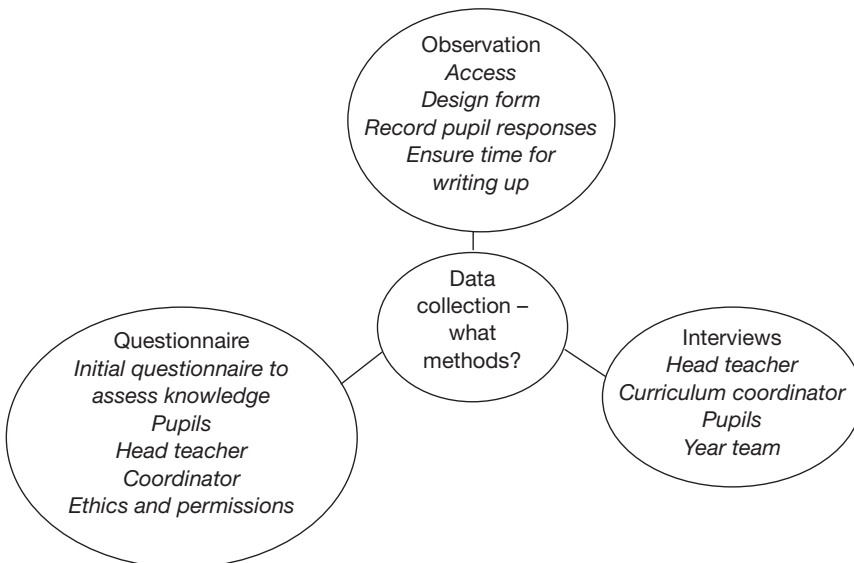 Observation
Access
Design form
Record pupil responses
Ensure time for
writing up
Data
collection –
what
methods?
Questionnaire
Initial questionnaire to
assess knowledge
Pupils
Head teacher
Coordinator
Ethics and permissions
Interviews
Head teacher
Curriculum coordinator
Pupils
Year team